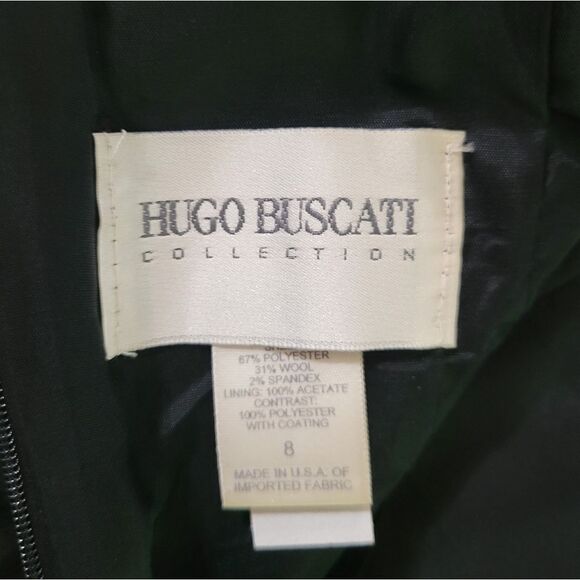 HUGO BUSCATI
COLLECTION
67% POLYESTER
31% WOOL
2% SPANDEX
LINING: 100% ACETATE
CONTRAST:
100% POLYESTER
WITH COATING
8
MADE IN U.S.A. OF
IMPORTED FABRIC